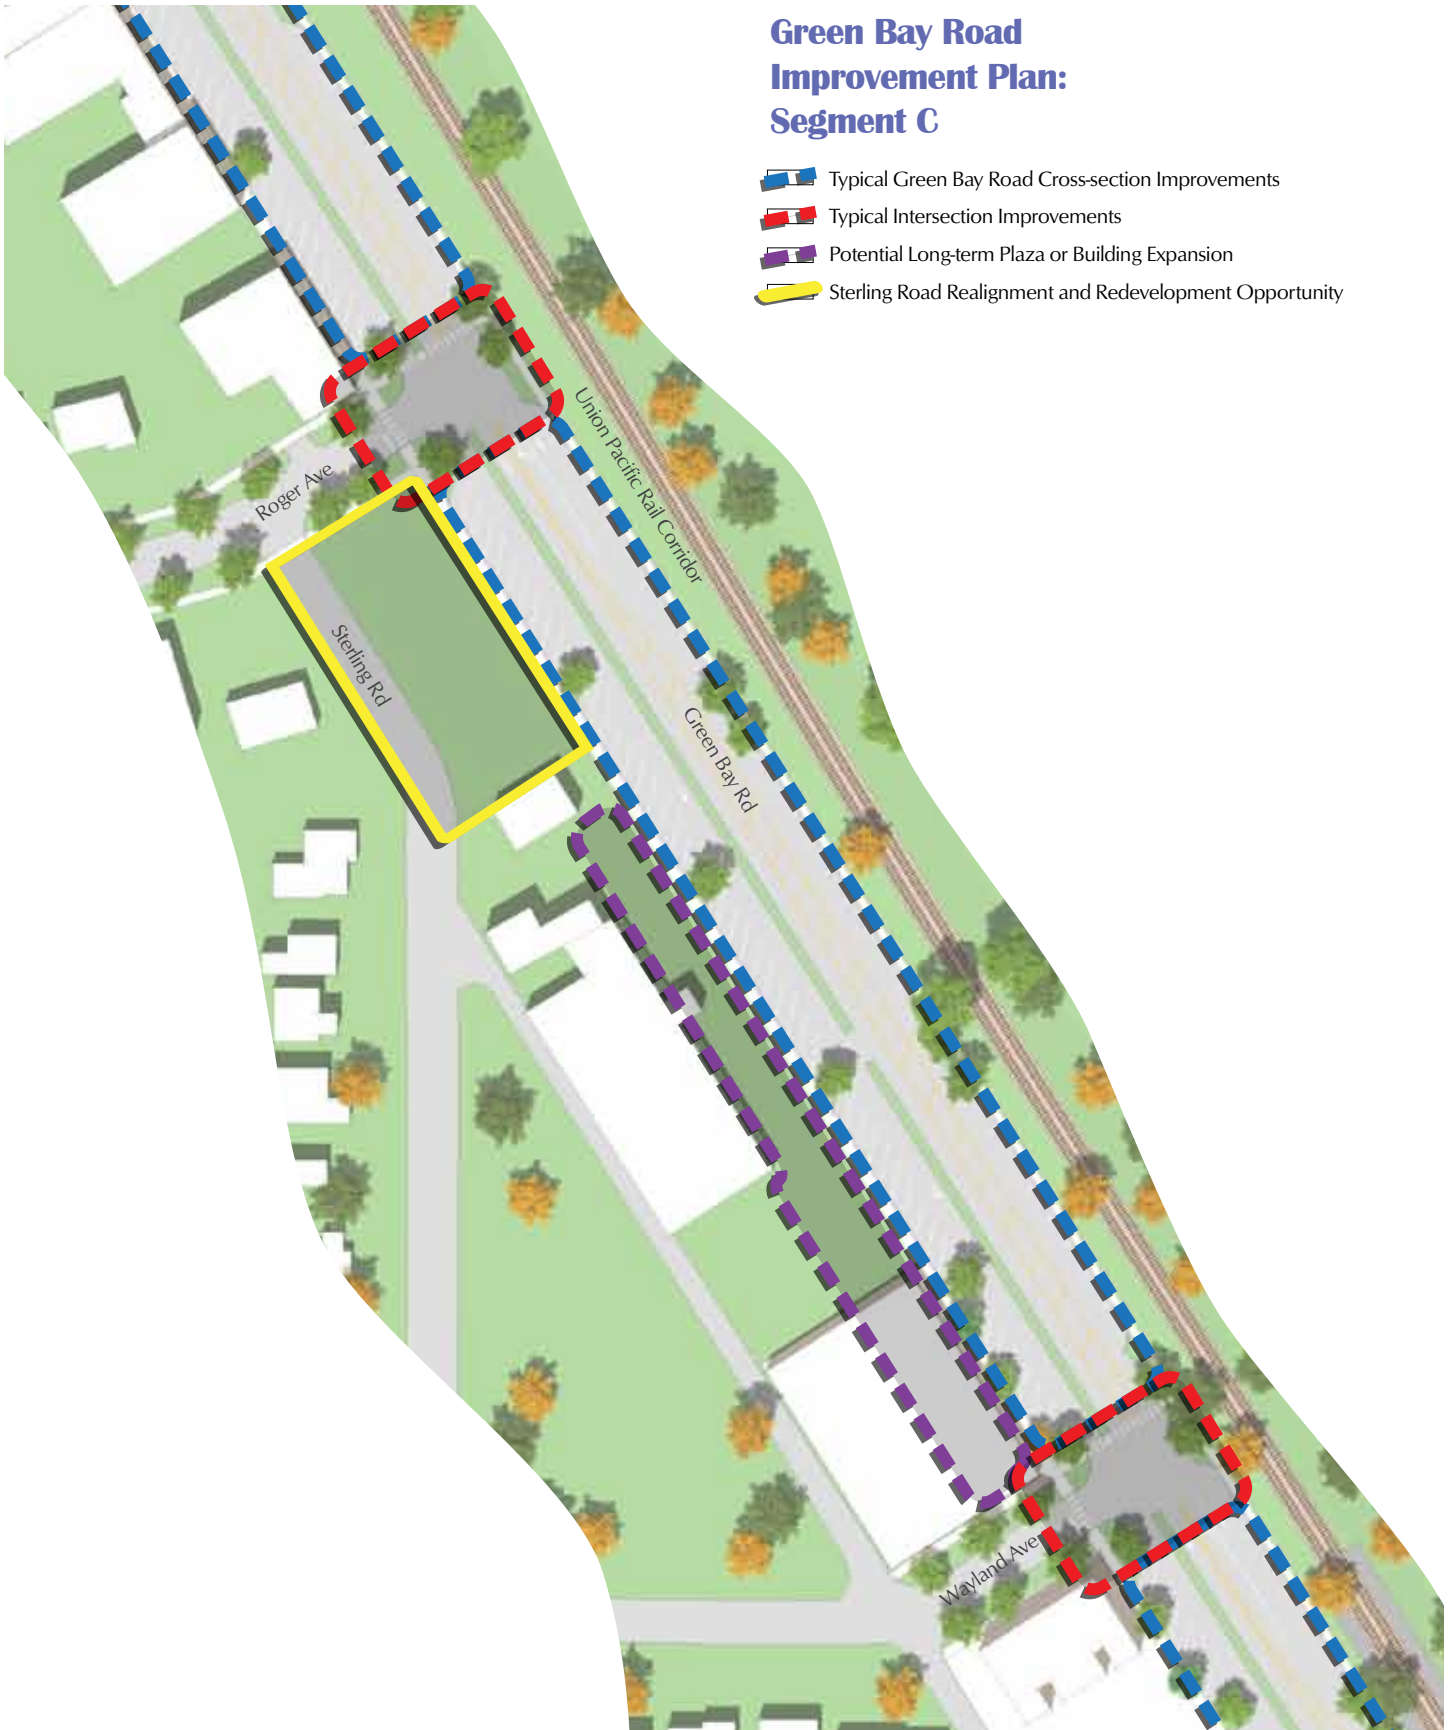 Green Bay Road
Improvement Plan:
Segment C
Typical Green Bay Road Cross-section Improvements
Typical Intersection Improvements
Potential Long-term Plaza or Building Expansion
Sterling Road Realignment and Redevelopment Opportunity
Union Pacific Rail Corridor
Roger Ave
Sterling Rd
Green Bay Rd
Wayland Ave